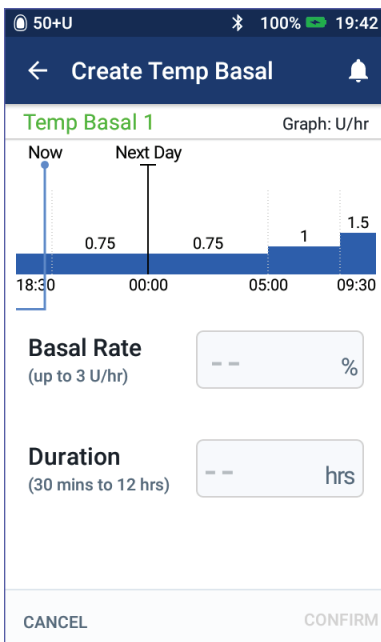 50+U 100% 19:42
← Create Temp Basal
Temp Basal 1 Graph: U/hr
Now Next Day
1.5
0.75 0.75 1
18:30 00:00 05:00 09:30
Basal Rate
(up to 3 U/hr)
-- %
Duration
(30 mins to 12 hrs)
-- hrs
CANCEL CONFIRM